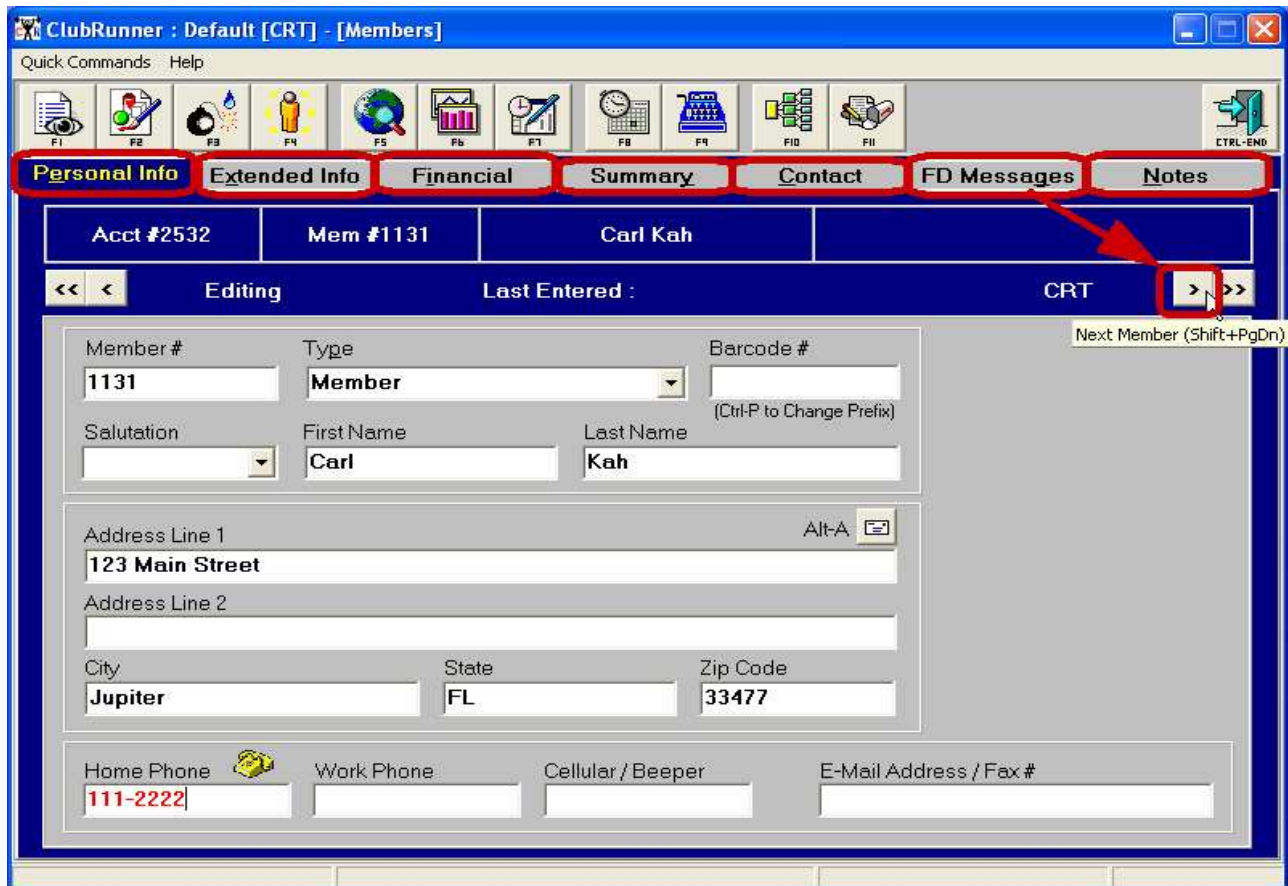 ClubRunner : Default [CRT] - [Members]
Quick Commands Help
F1 F2 F3 F4 F5 F6 F7 F8 F9 F10 F11 CTRL-END
Personal Info Extended Info Financial Summary Contact FD Messages Notes
Acct #2532 Mem #1131 Carl Kah
<< < Editing Last Entered : CRT > >>
Next Member (Shift+PgDn)
Member # Type Barcode #
1131 Member
(Ctrl-P to Change Prefix)
Salutation First Name Last Name
Carl Kah
Address Line 1 Alt-A
123 Main Street
Address Line 2
City State Zip Code
Jupiter FL 33477
Home Phone Work Phone Cellular / Beeper E-Mail Address / Fax #
111-2222